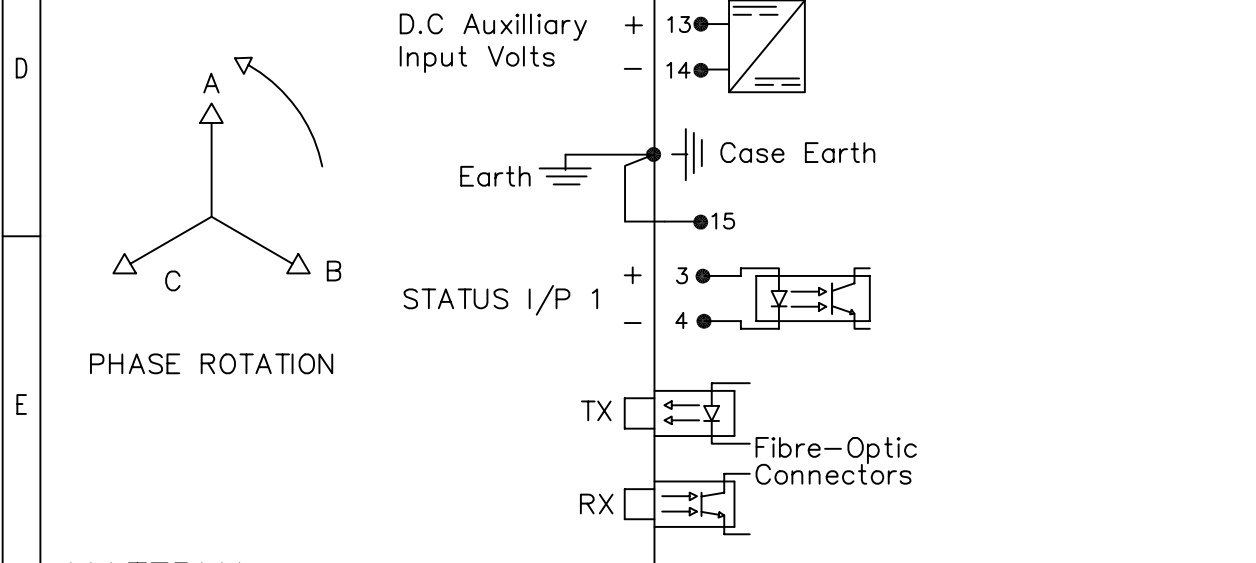 D
E
A
B
C
PHASE ROTATION
D.C Auxilliary
Input Volts
+ 13
- 14
Earth
Case Earth
15
STATUS I/P 1
+ 3
- 4
TX
Fibre-Optic
Connectors
RX